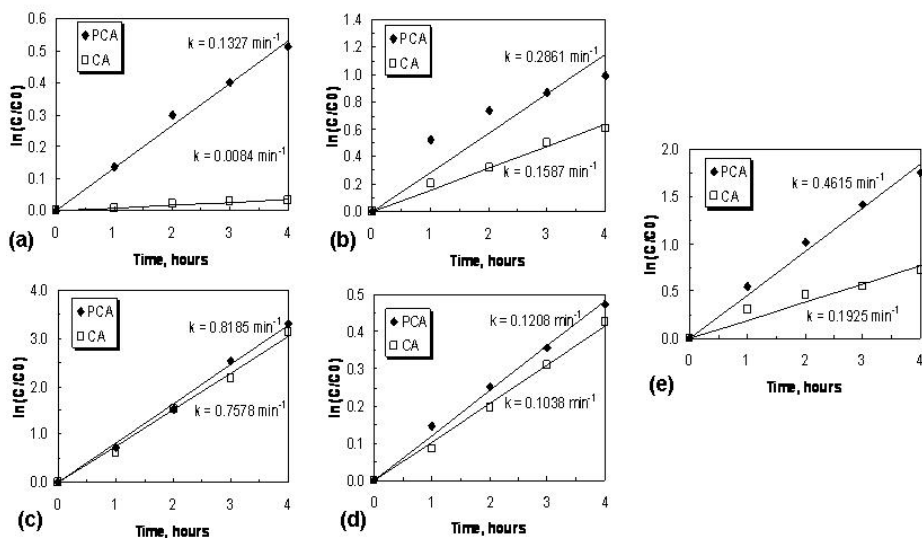 0.6
0.5
0.4
0.3
0.2
0.1
0.0
ln(C/C0)
PCA
CA
k = 0.1327 min⁻¹
k = 0.0084 min⁻¹
0 1 2 3 4
Time, hours
(a)
1.4
1.2
1.0
0.8
0.6
0.4
0.2
0.0
ln(C/C0)
PCA
CA
k = 0.2861 min⁻¹
k = 0.1587 min⁻¹
0 1 2 3 4
Time, hours
(b)
4.0
3.0
2.0
1.0
0.0
ln(C/C0)
PCA
CA
k = 0.8185 min⁻¹
k = 0.7578 min⁻¹
0 1 2 3 4
Time, hours
(c)
0.5
0.4
0.3
0.2
0.1
0.0
ln(C/C0)
PCA
CA
k = 0.1208 min⁻¹
k = 0.1038 min⁻¹
0 1 2 3 4
Time, hours
(d)
2.0
1.5
1.0
0.5
0.0
ln(C/C0)
PCA
CA
k = 0.4615 min⁻¹
k = 0.1925 min⁻¹
0 1 2 3 4
Time, hours
(e)